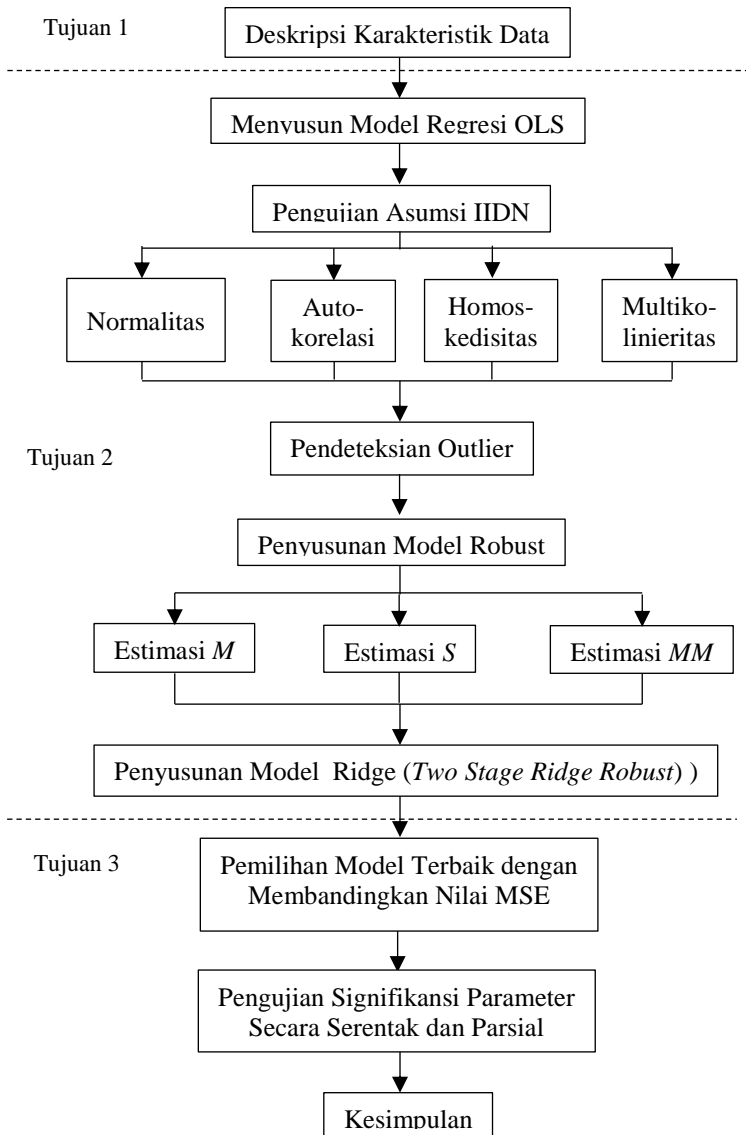 Tujuan 1
Deskripsi Karakteristik Data
Menyusun Model Regresi OLS
Pengujian Asumsi IIDN
Normalitas
Auto-
korelasi
Homos-
kedisitas
Multiko-
linieritas
Pendeteksian Outlier
Tujuan 2
Penyusunan Model Robust
Estimasi M
Estimasi S
Estimasi MM
Penyusunan Model Ridge (Two Stage Ridge Robust) )
Tujuan 3
Pemilihan Model Terbaik dengan
Membandingkan Nilai MSE
Pengujian Signifikansi Parameter
Secara Serentak dan Parsial
Kesimpulan